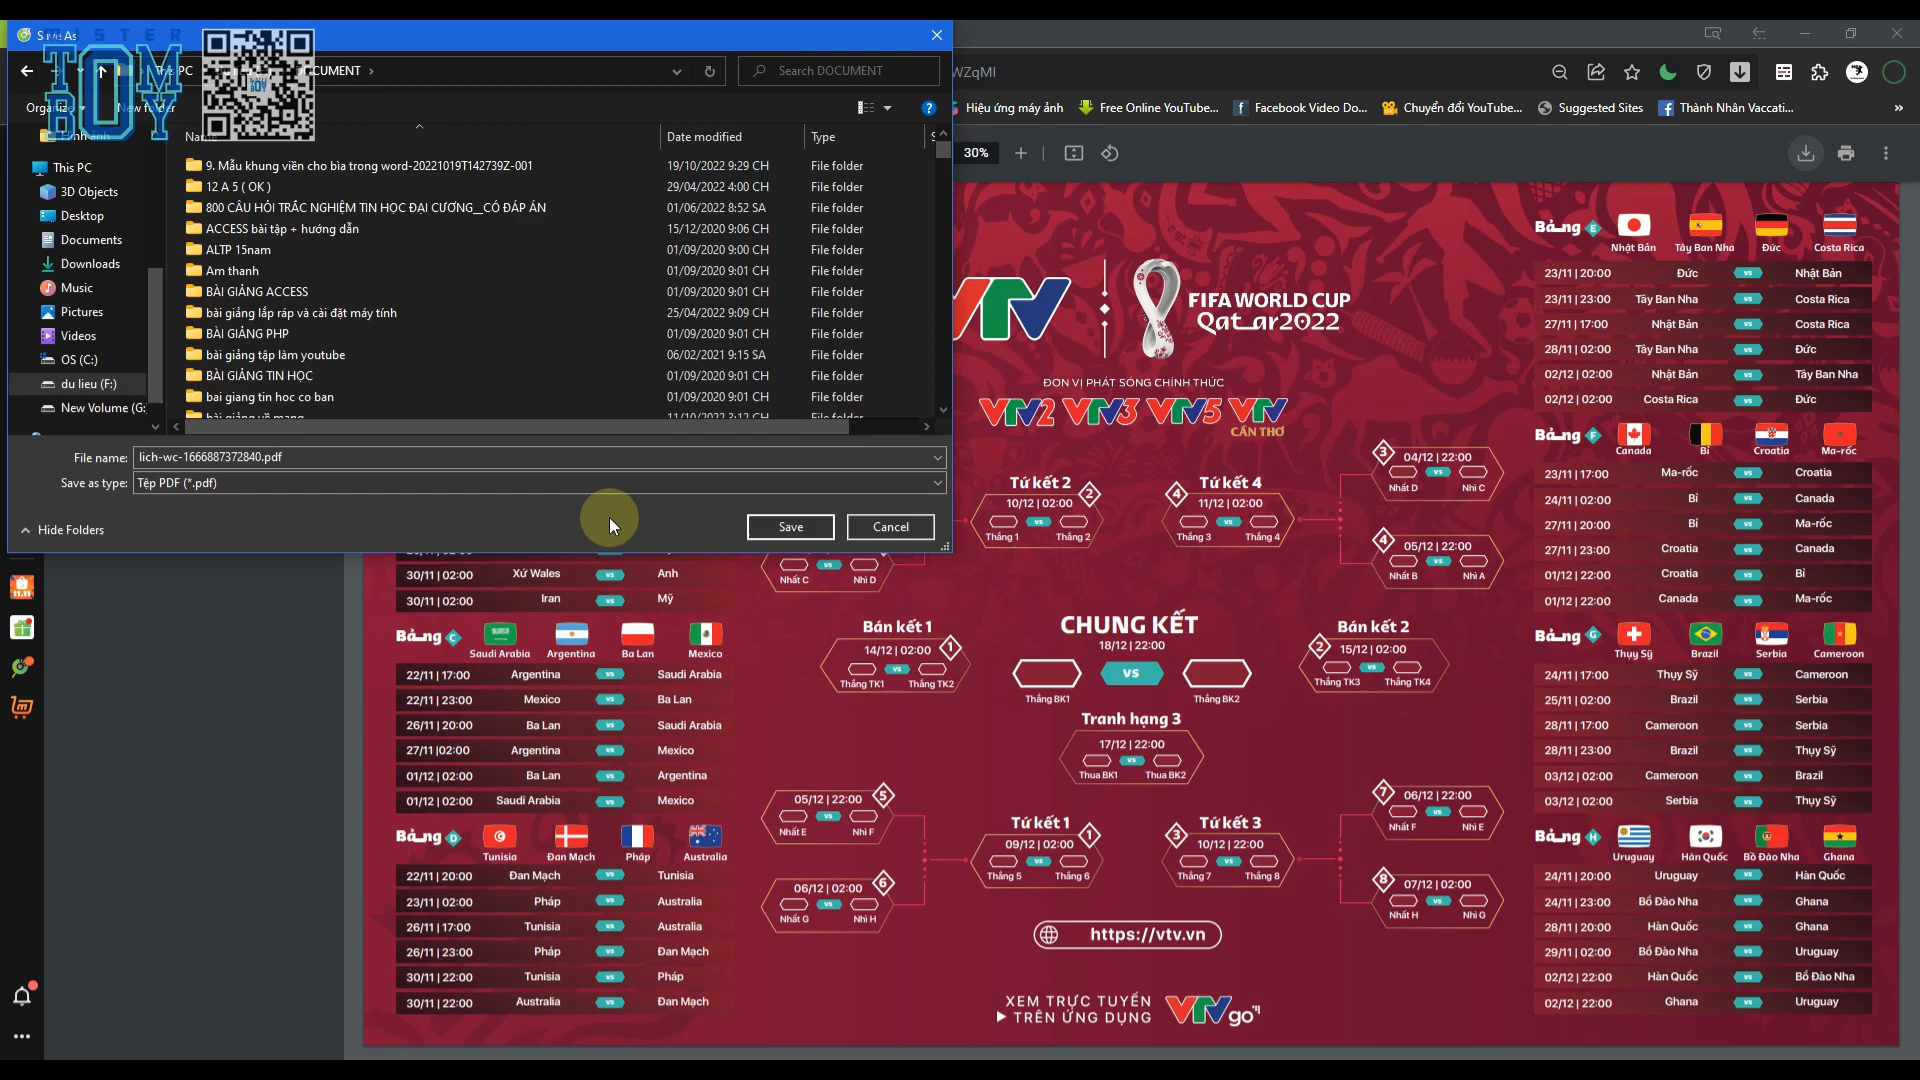 Save As
MISTER
TOM
BOY
This PC
DOCUMENT
Search DOCUMENT
Organize
New folder
Name
Date modified
Type
This PC
3D Objects
Desktop
Documents
Downloads
Music
Pictures
Videos
OS (C:)
du lieu (F:)
New Volume (G:
9. Mẫu khung viền cho bìa trong word-20221019T142739Z-001 19/10/2022 9:29 CH File folder
12 A 5 ( OK ) 29/04/2022 4:00 CH File folder
800 CÂU HỎI TRẮC NGHIỆM TIN HỌC ĐẠI CƯƠNG__CÓ ĐÁP ÁN 01/06/2022 8:52 SA File folder
ACCESS bài tập + hướng dẫn 15/12/2020 9:06 CH File folder
ALTP 15nam 01/09/2020 9:00 CH File folder
Am thanh 01/09/2020 9:01 CH File folder
BÀI GIẢNG ACCESS 01/09/2020 9:01 CH File folder
bài giảng lắp ráp và cài đặt máy tính 25/04/2022 9:09 CH File folder
BÀI GIẢNG PHP 01/09/2020 9:01 CH File folder
bài giảng tập làm youtube 06/02/2021 9:15 SA File folder
BÀI GIẢNG TIN HỌC 01/09/2020 9:01 CH File folder
bai giang tin hoc co ban 01/09/2020 9:01 CH File folder
File name: lich-wc-1666887372840.pdf
Save as type: Tệp PDF (*.pdf)
Hide Folders
Save
Cancel
WZqMI
Hiệu ứng máy ảnh
Free Online YouTube...
Facebook Video Do...
Chuyển đổi YouTube...
Suggested Sites
Thành Nhân Vaccati...
»
30%
VTV
FIFA WORLD CUP
Qatar2022
ĐƠN VỊ PHÁT SÓNG CHÍNH THỨC
VTV2 VTV3 VTV5 VTV
CẦN THƠ
30/11 | 02:00 Xứ Wales vs Anh
30/11 | 02:00 Iran vs Mỹ
Bảng C
Saudi Arabia Argentina Ba Lan Mexico
22/11 | 17:00 Argentina vs Saudi Arabia
22/11 | 23:00 Mexico vs Ba Lan
26/11 | 20:00 Ba Lan vs Saudi Arabia
27/11 |02:00 Argentina vs Mexico
01/12 | 02:00 Ba Lan vs Argentina
01/12 | 02:00 Saudi Arabia vs Mexico
Bảng D
Tunisia Đan Mạch Pháp Australia
22/11 | 20:00 Đan Mạch vs Tunisia
23/11 | 02:00 Pháp vs Australia
26/11 | 17:00 Tunisia vs Australia
26/11 | 23:00 Pháp vs Đan Mạch
30/11 | 22:00 Tunisia vs Pháp
30/11 | 22:00 Australia vs Đan Mạch
vs
Nhất C Nhì D
Tứ kết 2
10/12 | 02:00 2
vs
Thắng 1 Thắng 2
Tứ kết 4
4 11/12 | 02:00
vs
Thắng 3 Thắng 4
3 04/12 | 22:00
vs
Nhất D Nhì C
4 05/12 | 22:00
vs
Nhất B Nhì A
Bán kết 1
14/12 | 02:00 1
vs
Thắng TK1 Thắng TK2
CHUNG KẾT
18/12 | 22:00
vs
Thắng BK1 Thắng BK2
Bán kết 2
2 15/12 | 02:00
vs
Thắng TK3 Thắng TK4
Tranh hạng 3
17/12 | 22:00
vs
Thua BK1 Thua BK2
05/12 | 22:00 5
vs
Nhất E Nhì F
06/12 | 02:00 6
vs
Nhất G Nhì H
Tứ kết 1
09/12 | 02:00 1
vs
Thắng 5 Thắng 6
Tứ kết 3
3 10/12 | 22:00
vs
Thắng 7 Thắng 8
7 06/12 | 22:00
vs
Nhất F Nhì E
8 07/12 | 02:00
vs
Nhất H Nhì G
https://vtv.vn
XEM TRỰC TUYẾN
TRÊN ỨNG DỤNG
VTV go
Bảng E
Nhật Bản Tây Ban Nha Đức Costa Rica
23/11 | 20:00 Đức vs Nhật Bản
23/11 | 23:00 Tây Ban Nha vs Costa Rica
27/11 | 17:00 Nhật Bản vs Costa Rica
28/11 | 02:00 Tây Ban Nha vs Đức
02/12 | 02:00 Nhật Bản vs Tây Ban Nha
02/12 | 02:00 Costa Rica vs Đức
Bảng F
Canada Bỉ Croatia Ma-rốc
23/11 | 17:00 Ma-rốc vs Croatia
24/11 | 02:00 Bỉ vs Canada
27/11 | 20:00 Bỉ vs Ma-rốc
27/11 | 23:00 Croatia vs Canada
01/12 | 22:00 Croatia vs Bỉ
01/12 | 22:00 Canada vs Ma-rốc
Bảng G
Thụy Sỹ Brazil Serbia Cameroon
24/11 | 17:00 Thụy Sỹ vs Cameroon
25/11 | 02:00 Brazil vs Serbia
28/11 | 17:00 Cameroon vs Serbia
28/11 | 23:00 Brazil vs Thụy Sỹ
03/12 | 02:00 Cameroon vs Brazil
03/12 | 02:00 Serbia vs Thụy Sỹ
Bảng H
Uruguay Hàn Quốc Bồ Đào Nha Ghana
24/11 | 20:00 Uruguay vs Hàn Quốc
24/11 | 23:00 Bồ Đào Nha vs Ghana
28/11 | 20:00 Hàn Quốc vs Ghana
29/11 | 02:00 Bồ Đào Nha vs Uruguay
02/12 | 22:00 Hàn Quốc vs Bồ Đào Nha
02/12 | 22:00 Ghana vs Uruguay